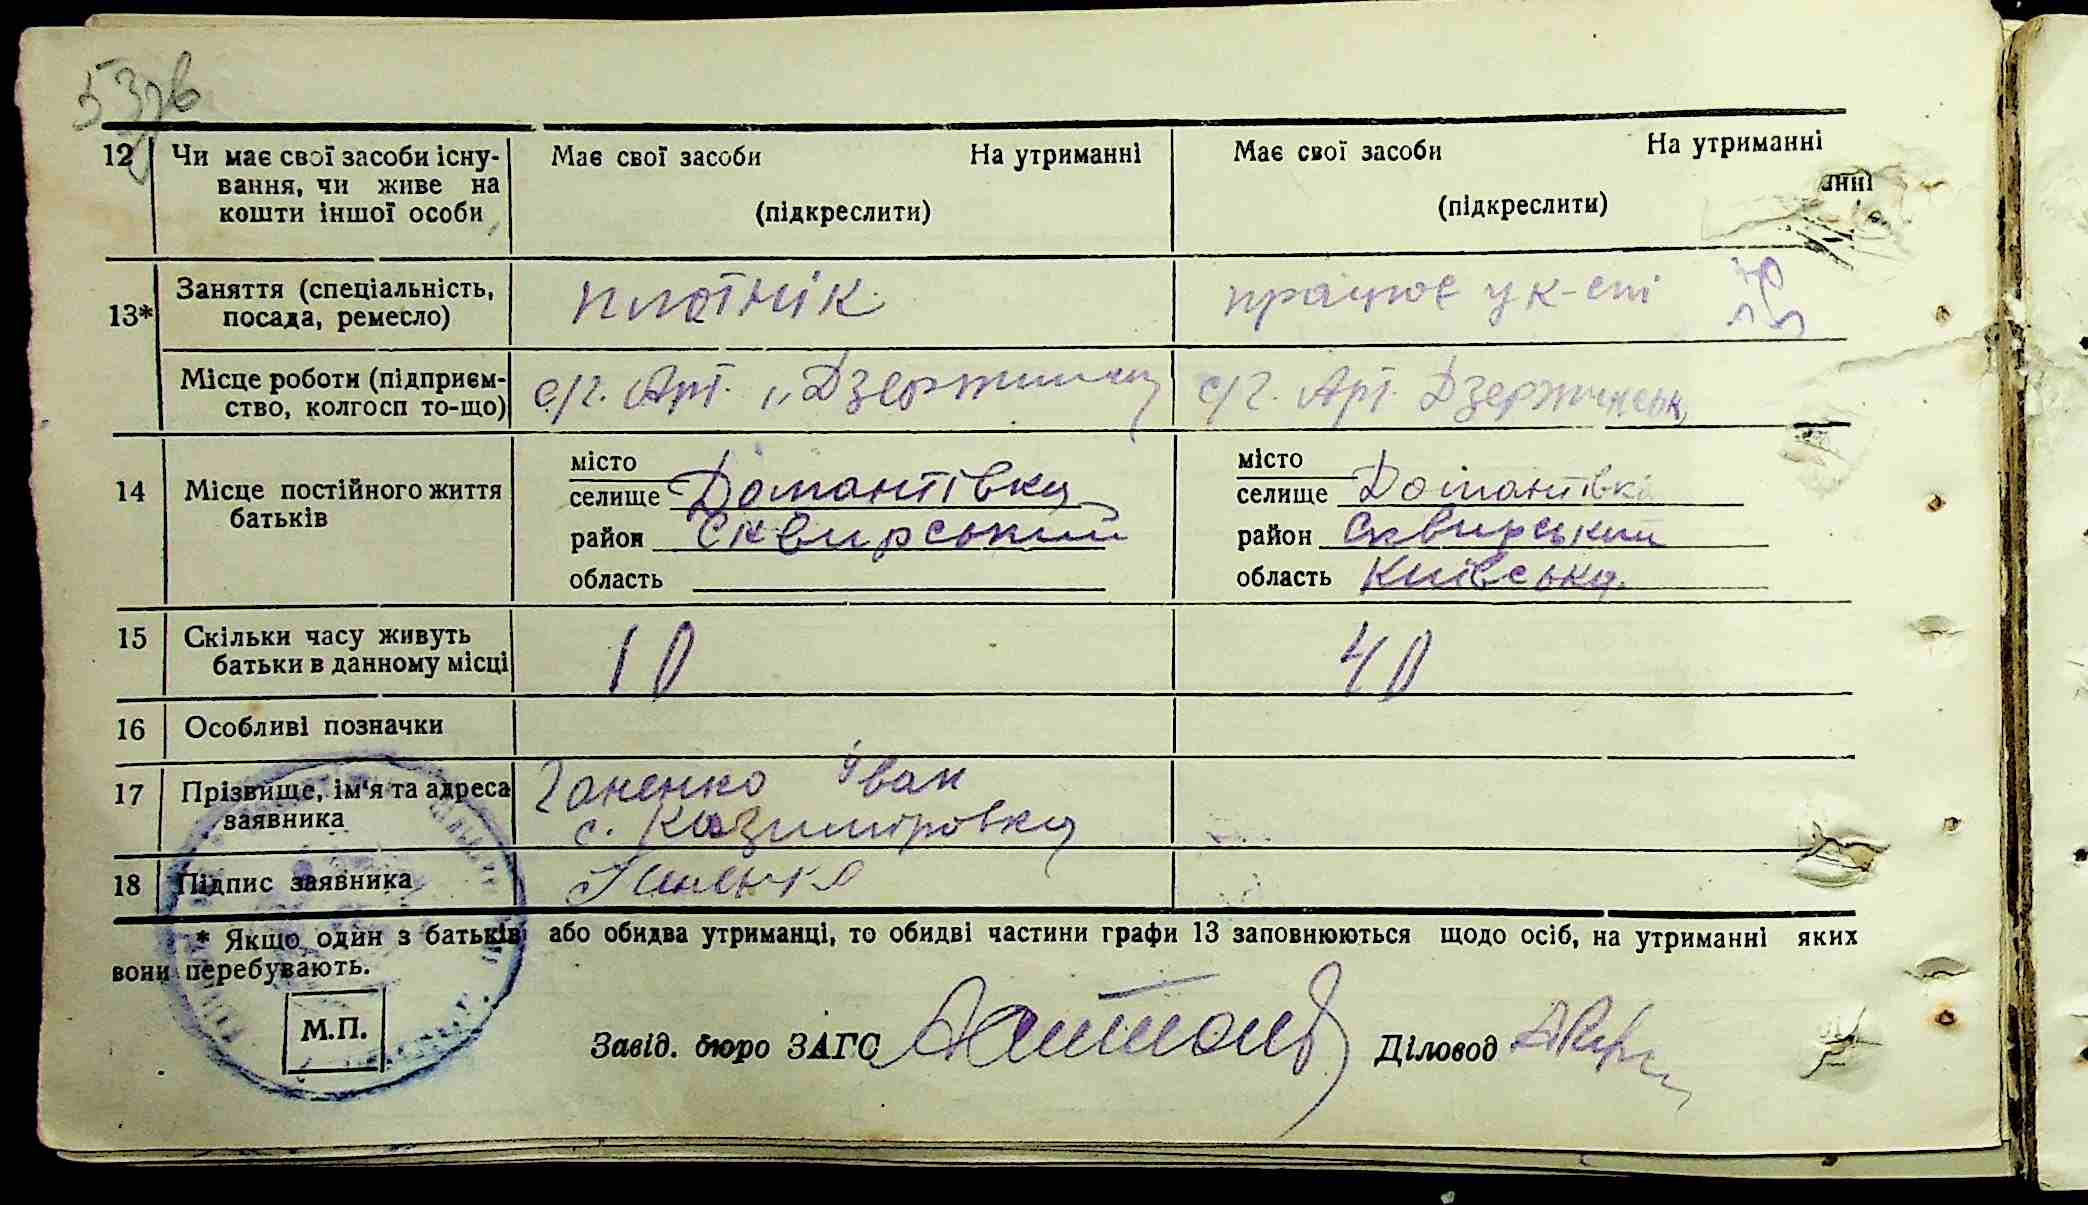 53зв
12 Чи має свої засоби існу- Має свої засоби На утриманні Має свої засоби На утриманні
вання, чи живе на анні
кошти іншої особи (підкреслити) (підкреслити)
13* Заняття (спеціальність, плотнік працює у к-спі
посада, ремесло)
Місце роботи (підприєм- с/г. Арт. „Дзержинськ с/г. Арт. Дзержинськ
ство, колгосп то-що)
14 Місце постійного життя місто місто
батьків селище Домантівка селище Домантівка
район Сквирський район Сквирський
область область Київська
15 Скільки часу живуть 10 40
батьки в данному місці
16 Особливі позначки
17 Прізвище, ім'я та адреса Ганенко Іван
заявника с. Казимировка
18 Підпис заявника Ганенко
* Якщо один з батьків або обидва утриманці, то обидві частини графи 13 заповнюються щодо осіб, на утриманні яких
вони перебувають.
М.П.
Завід. бюро ЗАГС Діловод